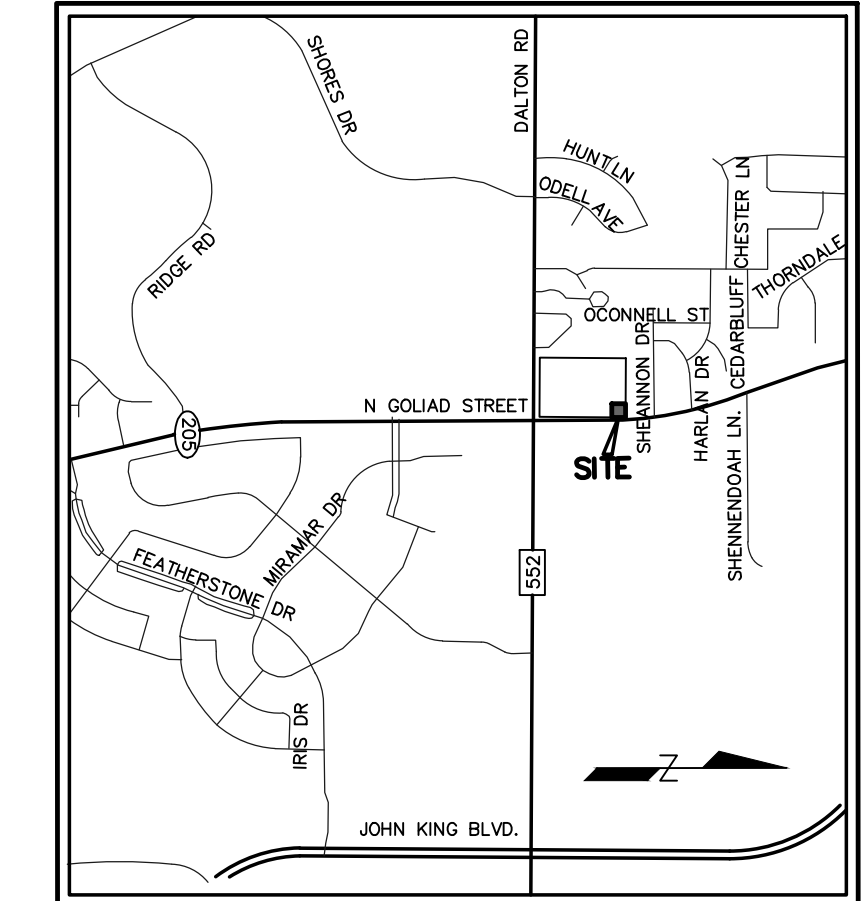 SHORES DR
DALTON RD
HUNT LN
ODELL AVE
CHESTER LN
RIDGE RD
THORNDALE
CEDARBLUFF
OCONNELL ST
SHEANNON DR
HARLAN DR
N GOLIAD STREET
205
SITE
SHENNENDOAH LN.
MIRAMAR DR
FEATHERSTONE DR
552
IRIS DR
Z
JOHN KING BLVD.